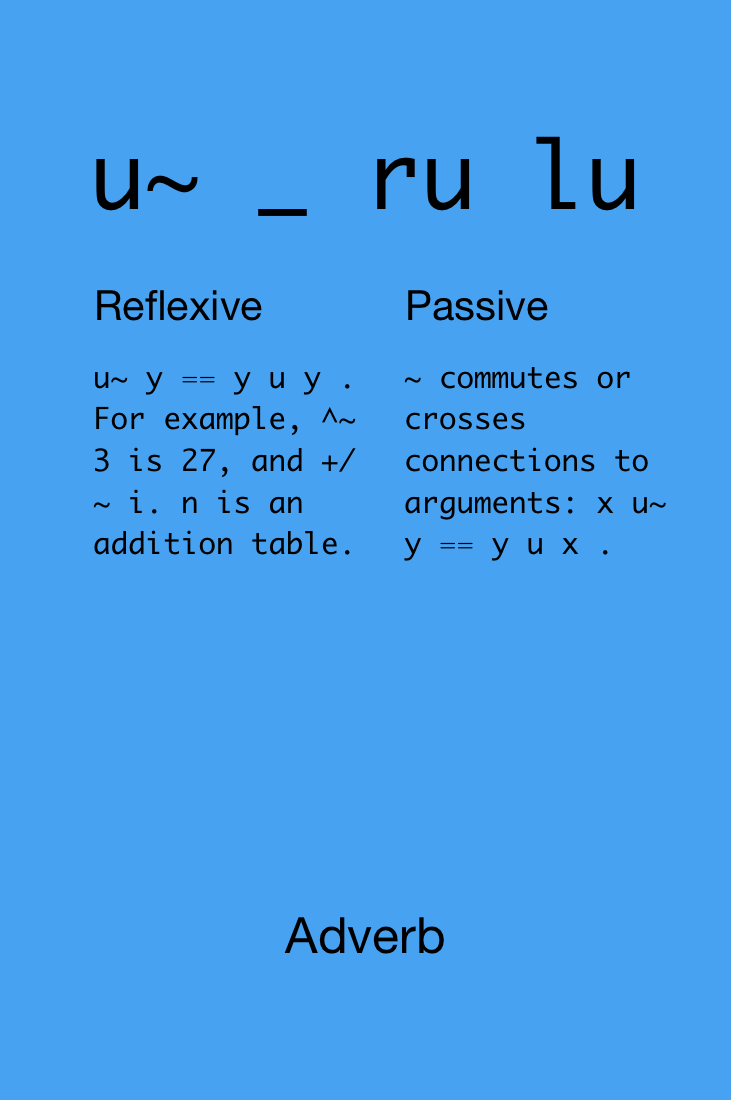 u~ _ ru lu
Reflexive
u~ y == y u y .
For example, ^~
3 is 27, and +/
~ i. n is an
addition table.
Passive
~ commutes or
crosses
connections to
arguments: x u~
y == y u x .
Adverb